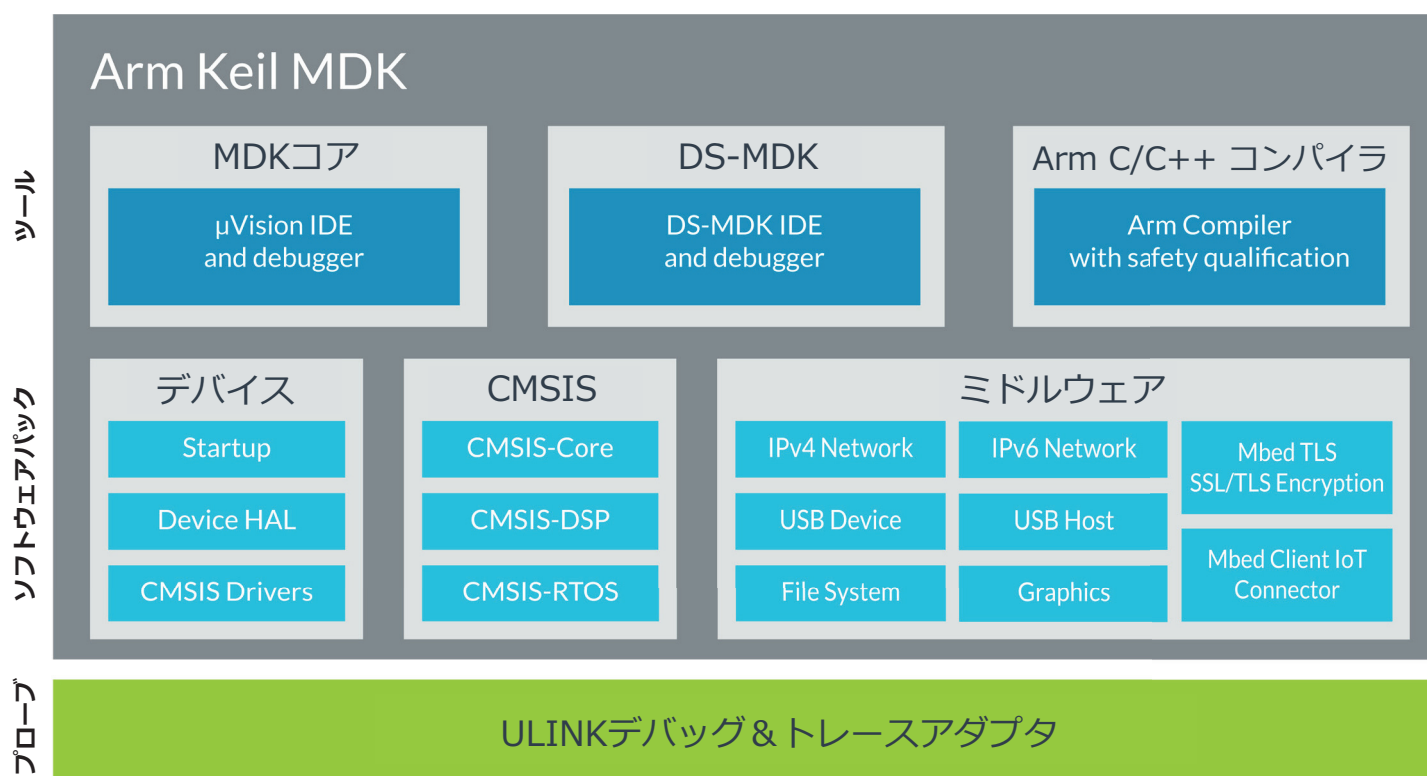 Arm Keil MDK
ツール
MDKコア
µVision IDE
and debugger
DS-MDK
DS-MDK IDE
and debugger
Arm C/C++ コンパイラ
Arm Compiler
with safety qualification
ソフトウェアパック
デバイス
Startup
Device HAL
CMSIS Drivers
CMSIS
CMSIS-Core
CMSIS-DSP
CMSIS-RTOS
ミドルウェア
IPv4 Network
IPv6 Network
USB Device
USB Host
File System
Graphics
Mbed TLS
SSL/TLS Encryption
Mbed Client IoT
Connector
プローブ
ULINKデバッグ＆トレースアダプタ